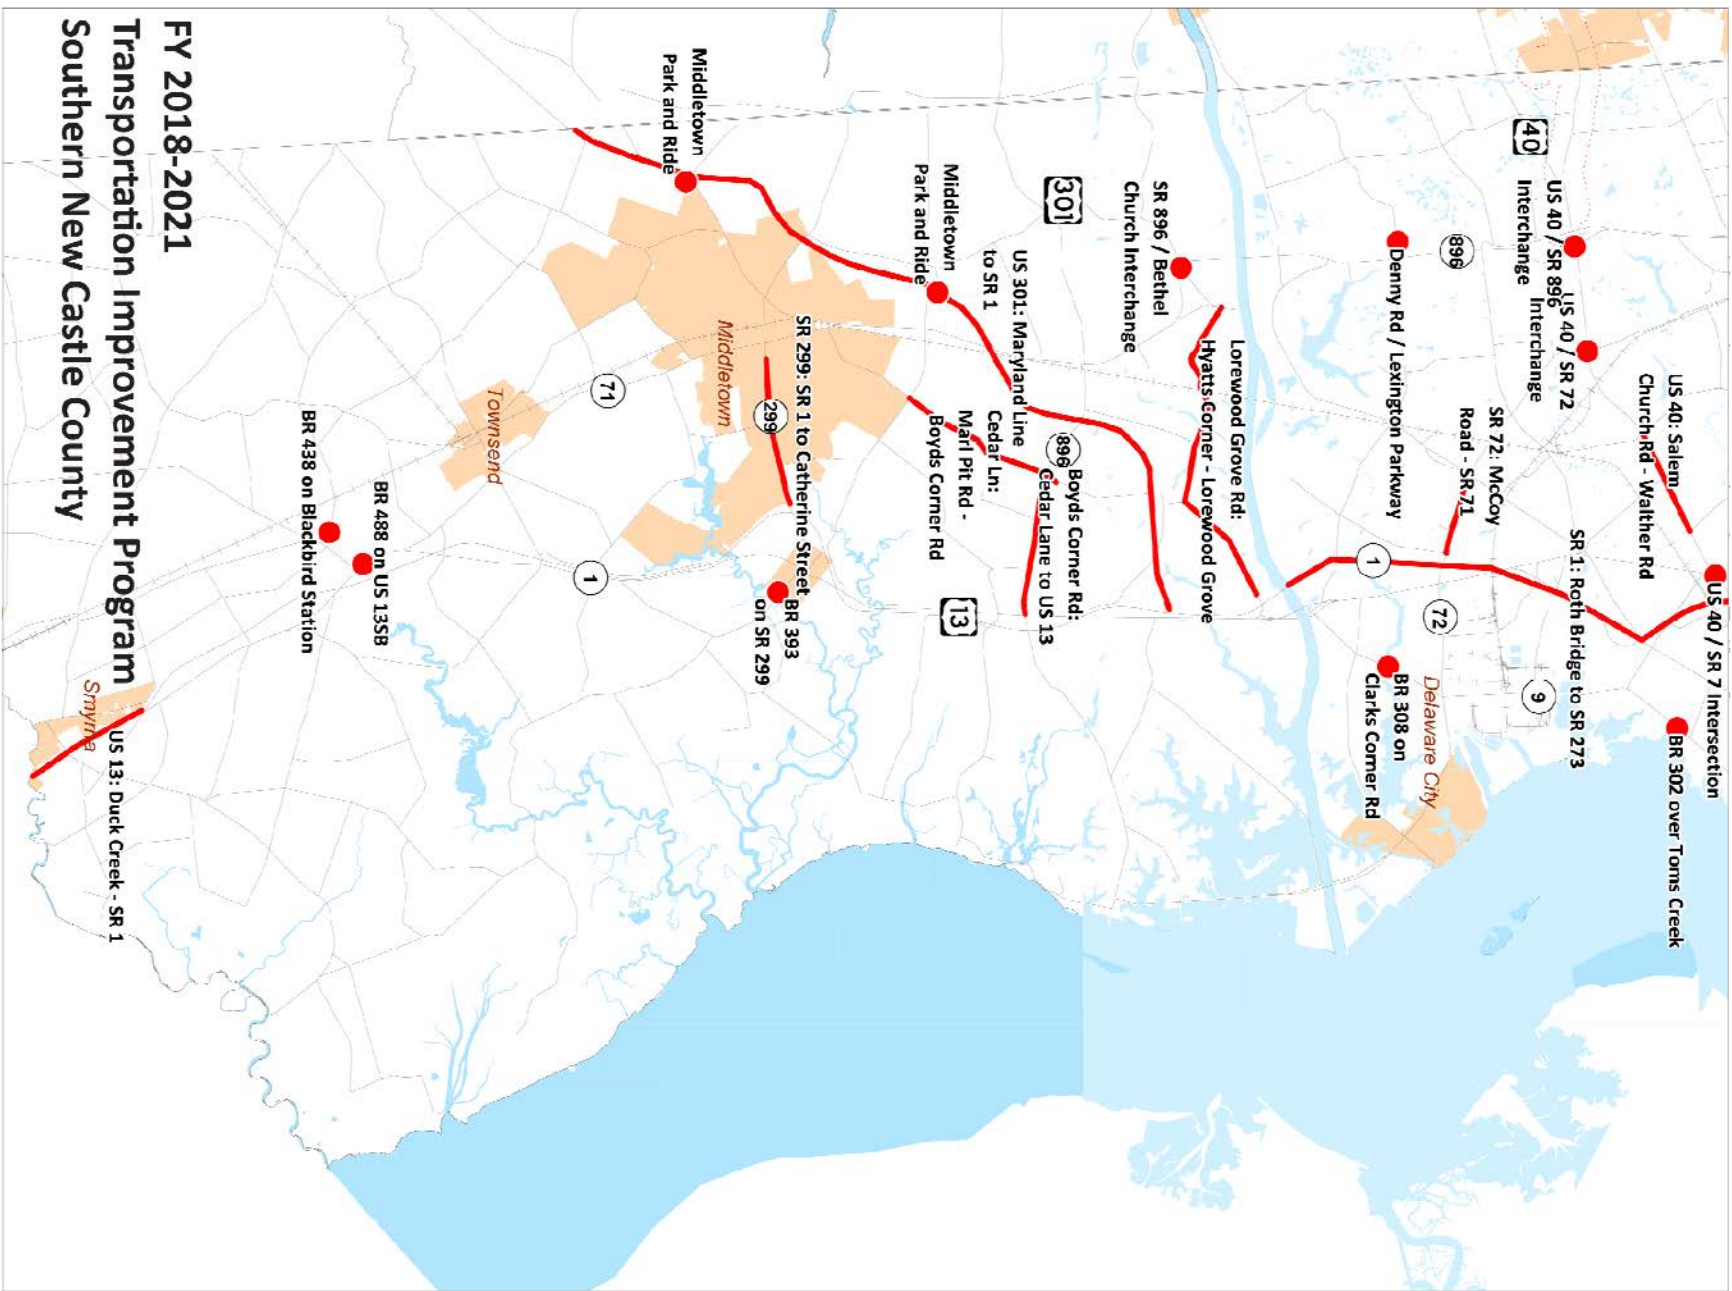 US 40 / SR 7 Intersection
BR 302 over Toms Creek
US 40: Salem
Church Rd - Walther Rd
US 40 / SR 72
Interchange
US 40 / SR 896
Interchange
40
SR 1: Roth Bridge to SR 273
9
SR 72: McCoy
Road - SR 71
896
72
Delaware City
Denny Rd / Lexington Parkway
1
BR 308 on
Clarks Corner Rd
Lorewood Grove Rd:
Hyatts Corner - Lorewood Grove
SR 896 / Bethel
Church Interchange
301
896
Boyds Corner Rd:
Cedar Lane to US 13
US 301: Maryland Line
to SR 1
Cedar Ln:
Marl Pit Rd -
Boyds Corner Rd
13
Middletown
Park and Ride
SR 299: SR 1 to Catherine Street
299
BR 393
on SR 299
Middletown
Middletown
Park and Ride
71
1
Townsend
BR 488 on US 13SB
BR 438 on Blackbird Station
US 13: Duck Creek - SR 1
Smyrna
FY 2018-2021
Transportation Improvement Program
Southern New Castle County